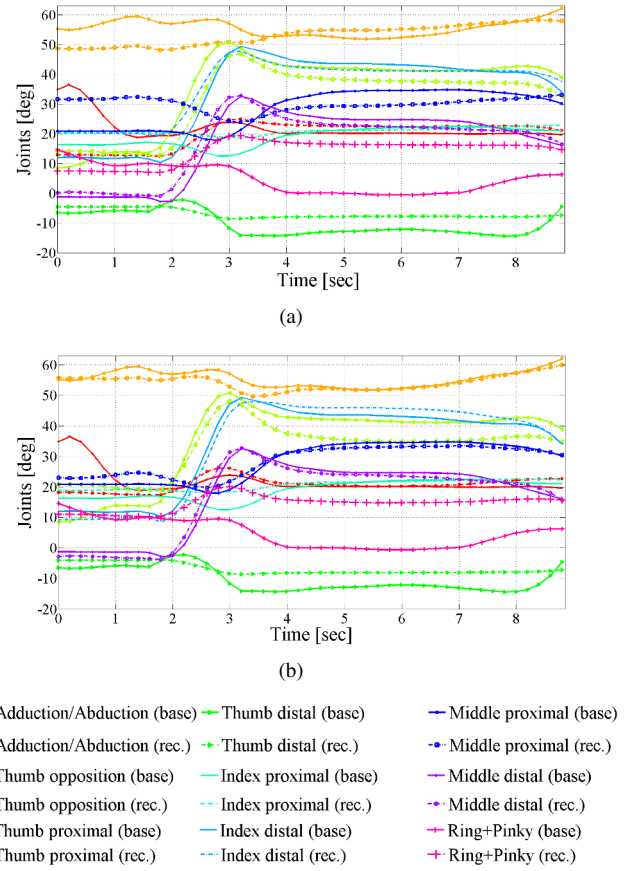 60
50
40
30
20
10
0
-10
-20
Joints [deg]
0 1 2 3 4 5 6 7 8
Time [sec]
(a)
60
50
40
30
20
10
0
-10
-20
Joints [deg]
0 1 2 3 4 5 6 7 8
Time [sec]
(b)
Adduction/Abduction (base) Thumb distal (base) Middle proximal (base)
Adduction/Abduction (rec.) Thumb distal (rec.) Middle proximal (rec.)
Thumb opposition (base) Index proximal (base) Middle distal (base)
Thumb opposition (rec.) Index proximal (rec.) Middle distal (rec.)
Thumb proximal (base) Index distal (base) Ring+Pinky (base)
Thumb proximal (rec.) Index distal (rec.) Ring+Pinky (rec.)